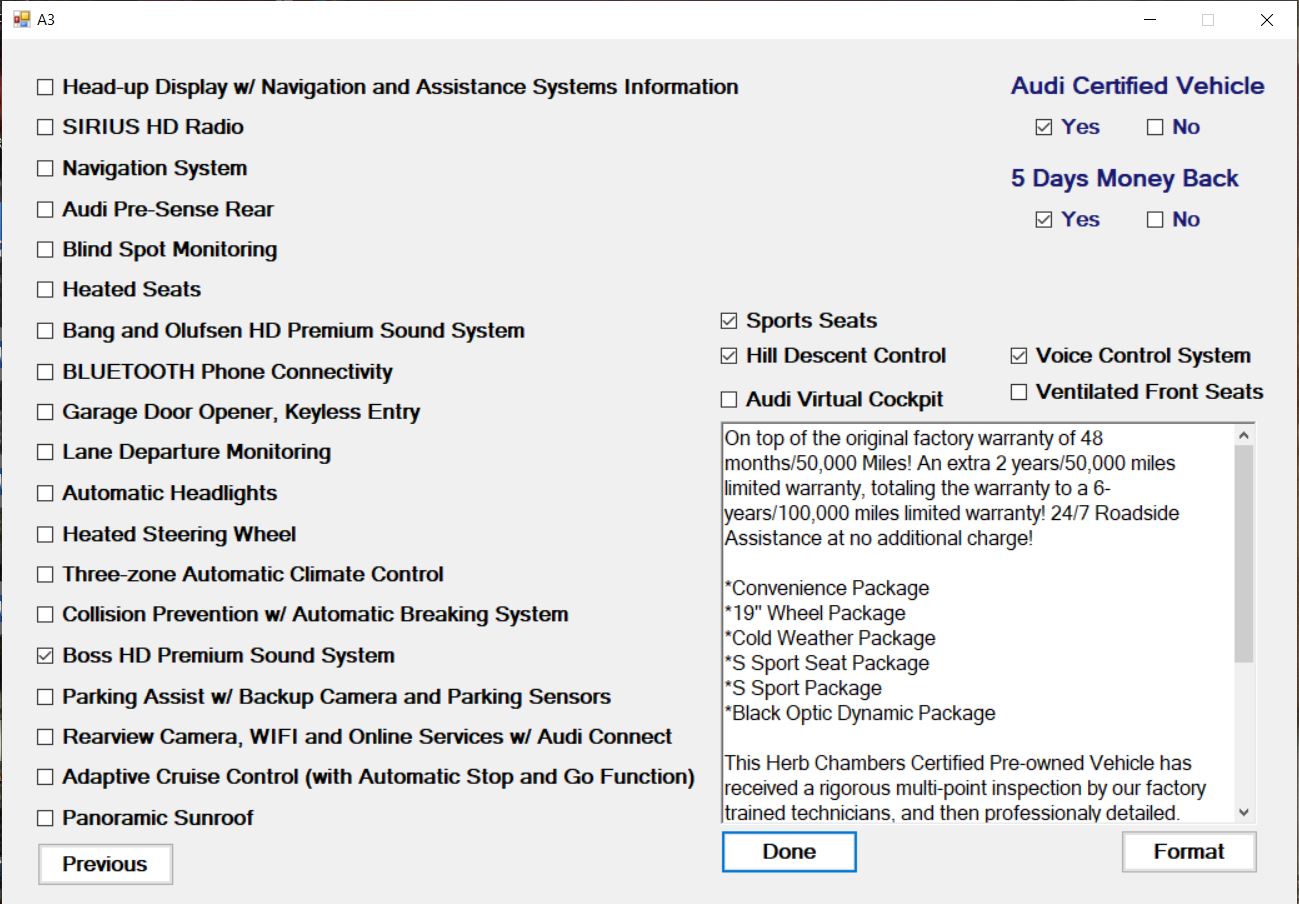 A3
Head-up Display w/ Navigation and Assistance Systems Information
SIRIUS HD Radio
Navigation System
Audi Pre-Sense Rear
Blind Spot Monitoring
Heated Seats
Bang and Olufsen HD Premium Sound System
BLUETOOTH Phone Connectivity
Garage Door Opener, Keyless Entry
Lane Departure Monitoring
Automatic Headlights
Heated Steering Wheel
Three-zone Automatic Climate Control
Collision Prevention w/ Automatic Breaking System
Boss HD Premium Sound System
Parking Assist w/ Backup Camera and Parking Sensors
Rearview Camera, WIFI and Online Services w/ Audi Connect
Adaptive Cruise Control (with Automatic Stop and Go Function)
Panoramic Sunroof
Previous
Audi Certified Vehicle
Yes No
5 Days Money Back
Yes No
Sports Seats
Hill Descent Control Voice Control System
Audi Virtual Cockpit Ventilated Front Seats
On top of the original factory warranty of 48
months/50,000 Miles! An extra 2 years/50,000 miles
limited warranty, totaling the warranty to a 6-
years/100,000 miles limited warranty! 24/7 Roadside
Assistance at no additional charge!
*Convenience Package
*19" Wheel Package
*Cold Weather Package
*S Sport Seat Package
*S Sport Package
*Black Optic Dynamic Package
This Herb Chambers Certified Pre-owned Vehicle has
received a rigorous multi-point inspection by our factory
trained technicians, and then professionaly detailed.
Done Format